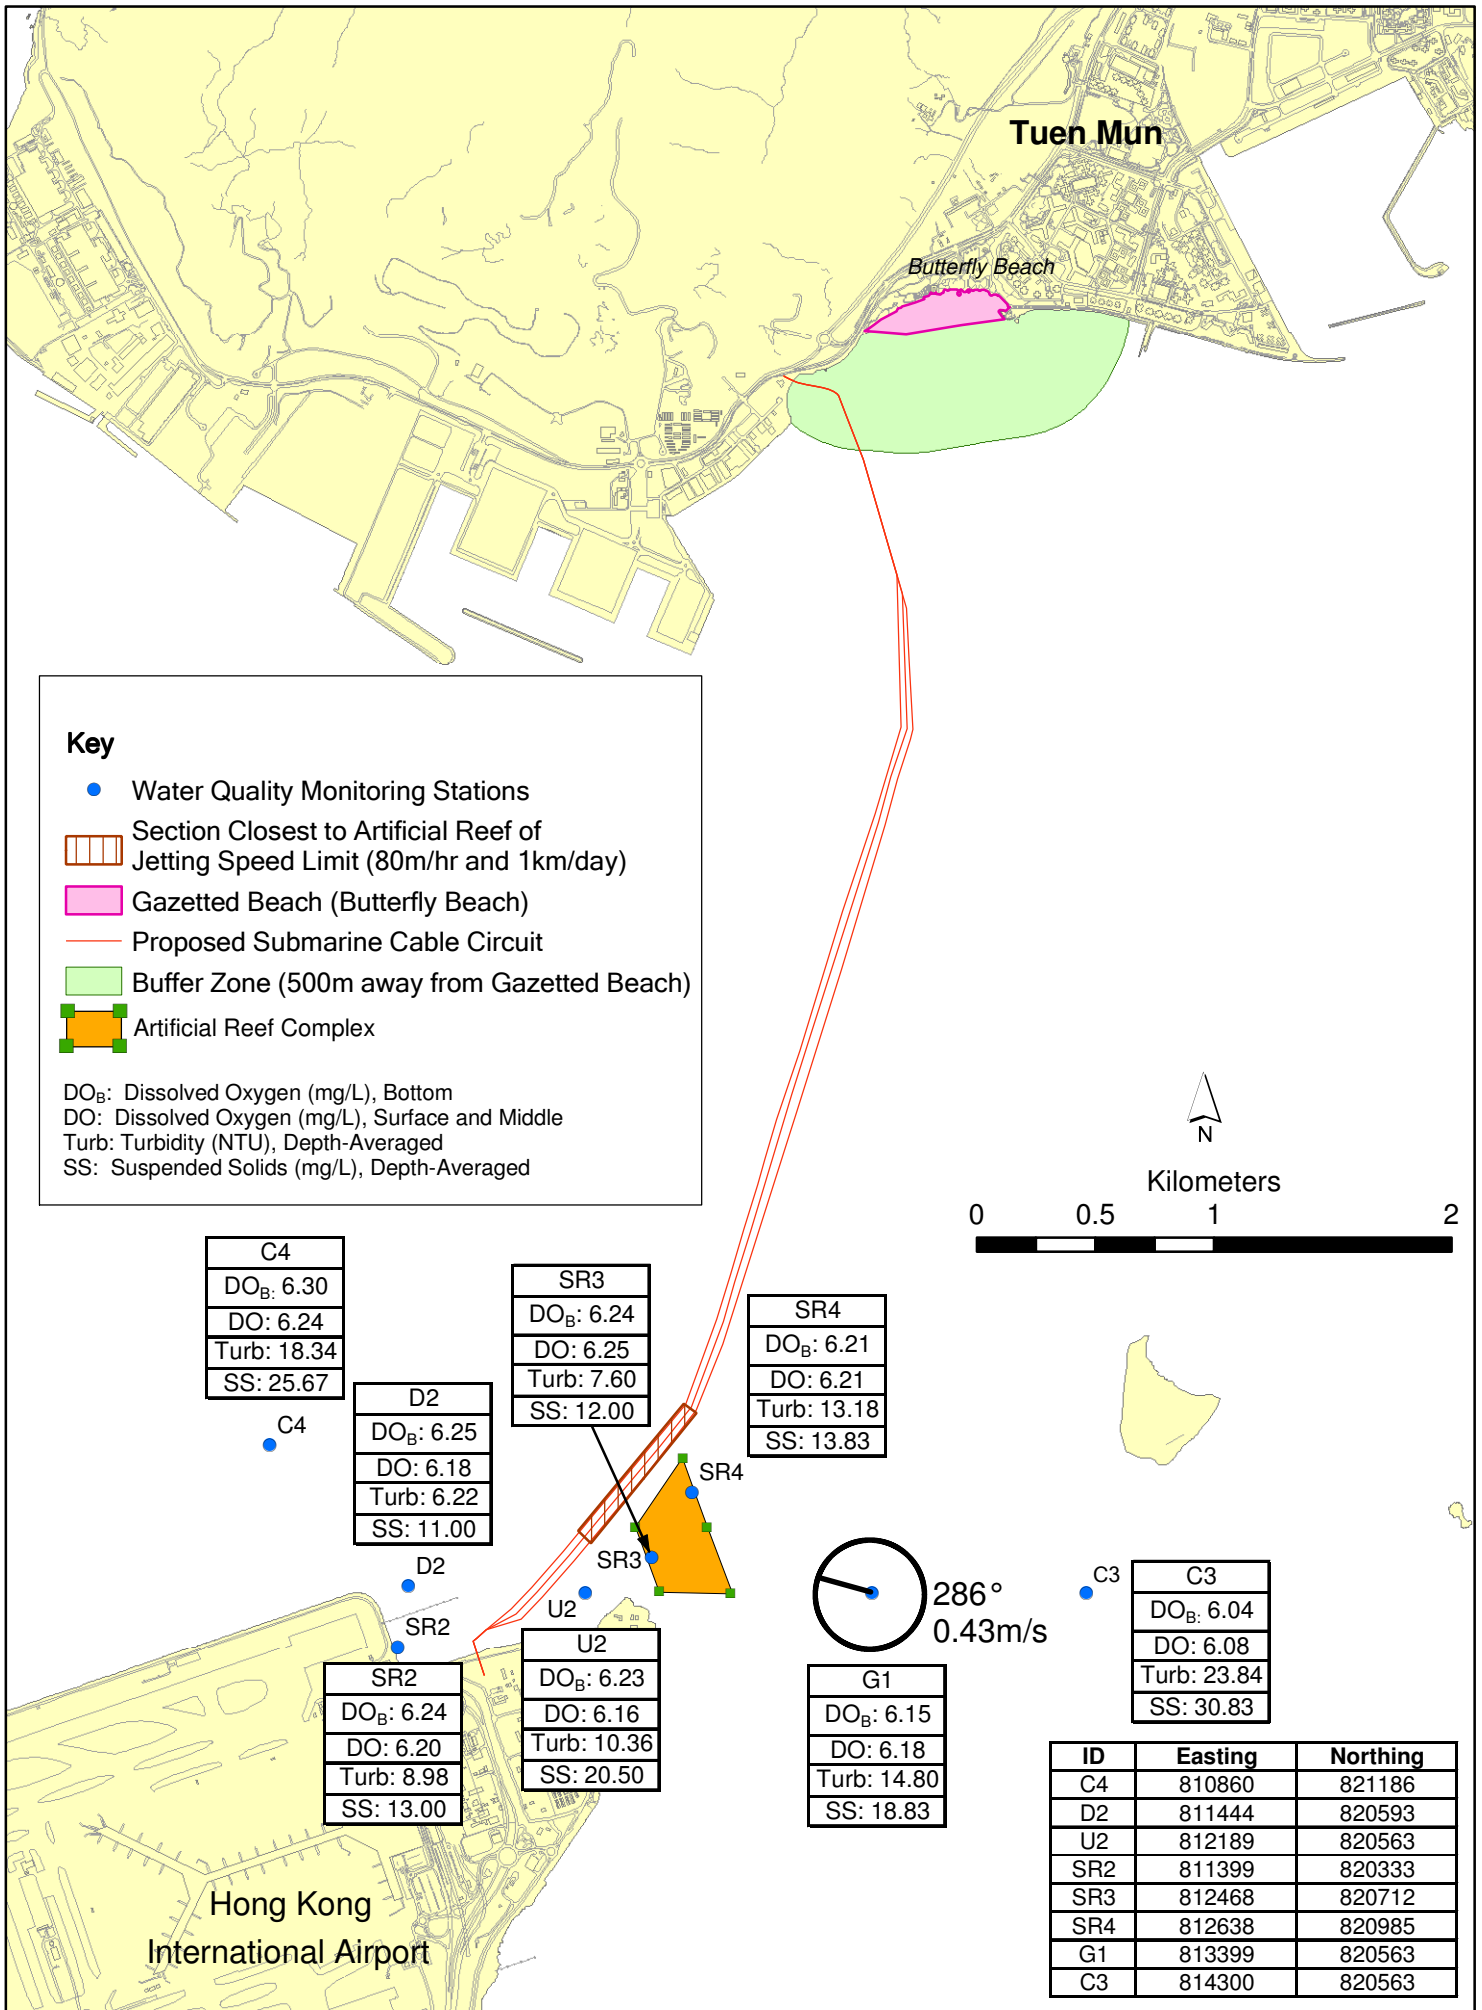 Tuen Mun
Butterfly Beach
Key
Water Quality Monitoring Stations
Section Closest to Artificial Reef of
Jetting Speed Limit (80m/hr and 1km/day)
Gazetted Beach (Butterfly Beach)
Proposed Submarine Cable Circuit
Buffer Zone (500m away from Gazetted Beach)
Artificial Reef Complex
DOB: Dissolved Oxygen (mg/L), Bottom
DO: Dissolved Oxygen (mg/L), Surface and Middle
Turb: Turbidity (NTU), Depth-Averaged
SS: Suspended Solids (mg/L), Depth-Averaged
N
Kilometers
0 0.5 1 2
C4
DOB: 6.30
DO: 6.24
Turb: 18.34
SS: 25.67
SR3
DOB: 6.24
DO: 6.25
Turb: 7.60
SS: 12.00
SR4
DOB: 6.21
DO: 6.21
Turb: 13.18
SS: 13.83
D2
DOB: 6.25
DO: 6.18
Turb: 6.22
SS: 11.00
C4
SR4
SR3
D2
U2
SR2
C3
286°
0.43m/s
C3
DOB: 6.04
DO: 6.08
Turb: 23.84
SS: 30.83
U2
DOB: 6.23
DO: 6.16
Turb: 10.36
SS: 20.50
SR2
DOB: 6.24
DO: 6.20
Turb: 8.98
SS: 13.00
G1
DOB: 6.15
DO: 6.18
Turb: 14.80
SS: 18.83
ID Easting Northing
C4 810860 821186
D2 811444 820593
U2 812189 820563
SR2 811399 820333
SR3 812468 820712
SR4 812638 820985
G1 813399 820563
C3 814300 820563
Hong Kong
International Airport